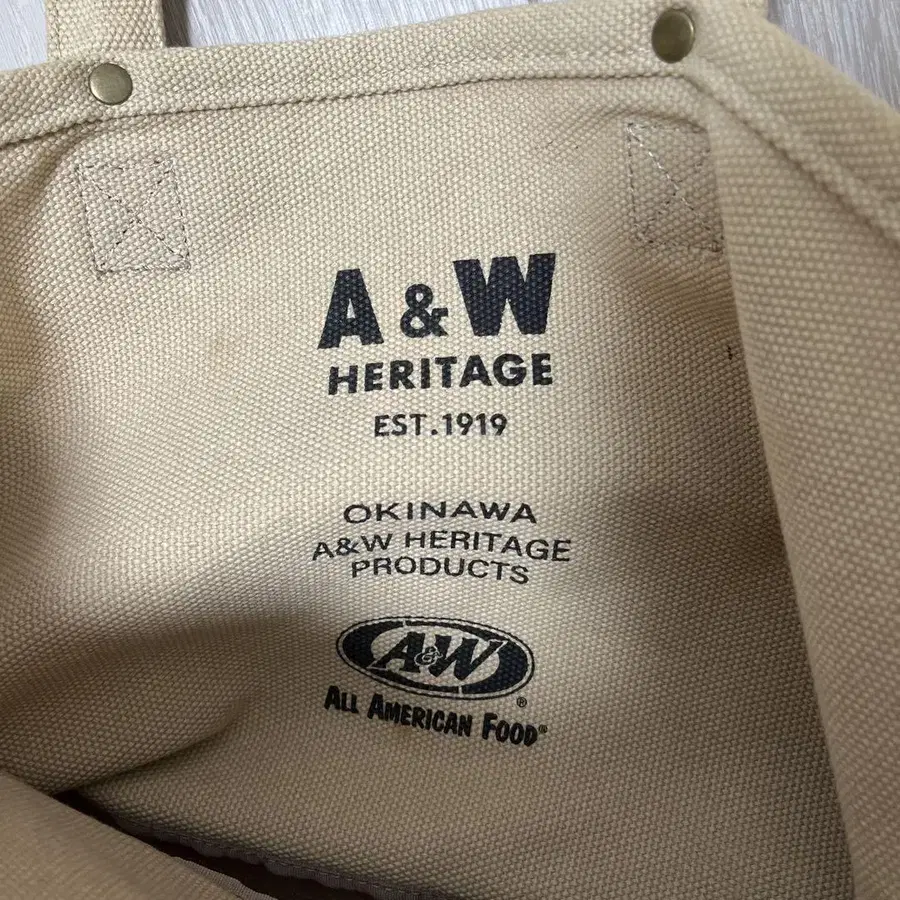 A & W
HERITAGE
EST.1919
OKINAWA
A&W HERITAGE
PRODUCTS
A&W®
ALL AMERICAN FOOD®